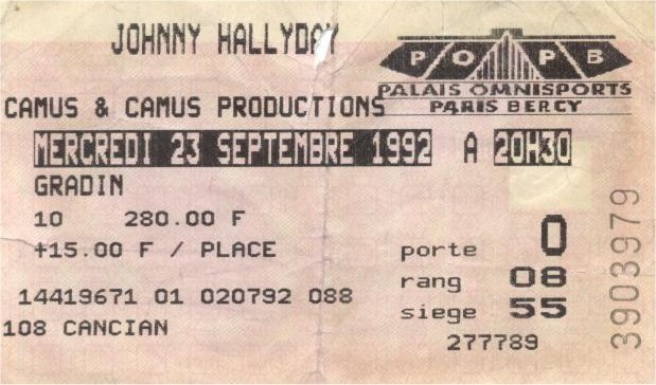 JOHNNY HALLYDAY
P O P B
PALAIS OMNISPORTS
PARIS BERCY
CAMUS & CAMUS PRODUCTIONS
MERCREDI 23 SEPTEMBRE 1992 A 20H30
GRADIN
10 280.00 F
+15.00 F / PLACE
porte 0
rang 08
siege 55
14419671 01 020792 088
108 CANCIAN
277789
3903979